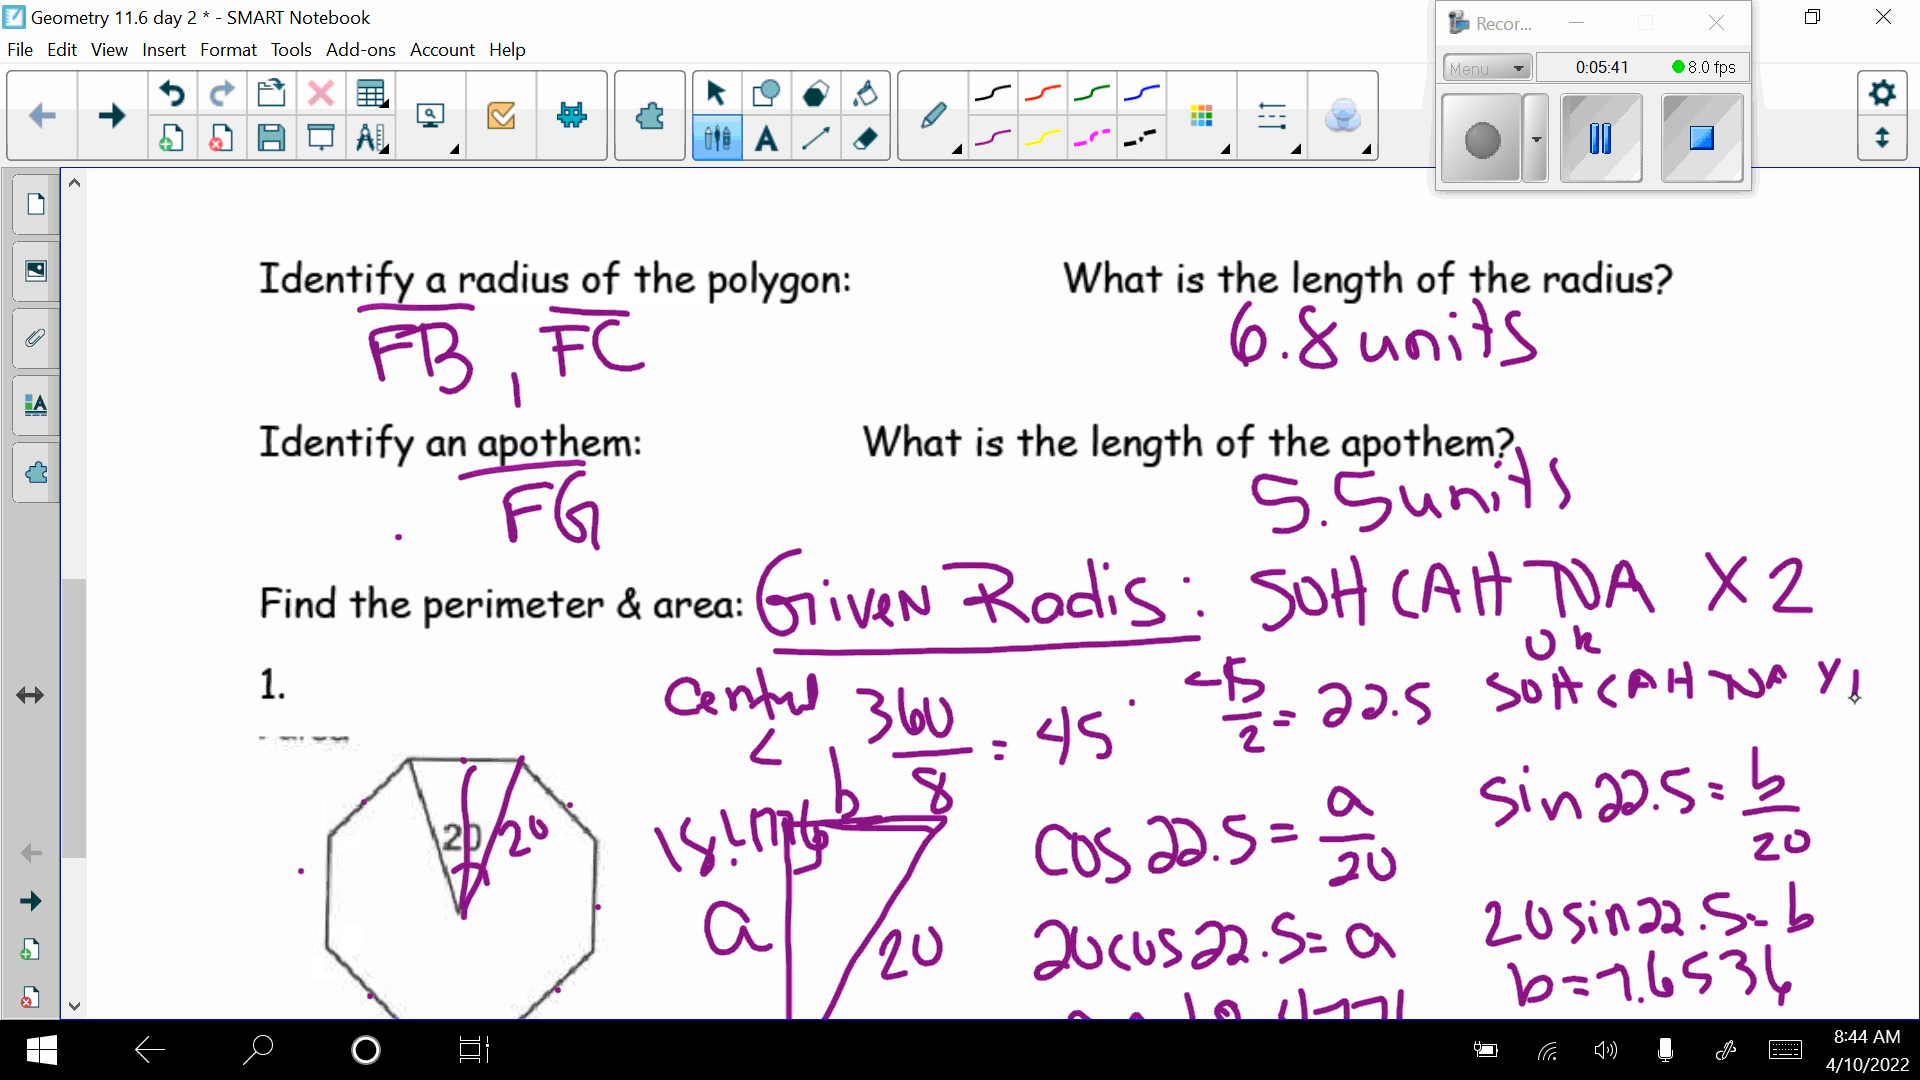 Geometry 11.6 day 2 * - SMART Notebook
File Edit View Insert Format Tools Add-ons Account Help
Recor...
Menu 0:05:41 8.0 fps
Identify a radius of the polygon: What is the length of the radius?
FB, FC 6.8 units
Identify an apothem: What is the length of the apothem?
FG 5.5 units
Find the perimeter & area: Given Radis: SOH CAH TOA X2
OR
1. Central < 360/8 = 45 45/2 = 22.5 SOH CAH TOA
20 20
b
a
20
cos 22.5 = a/20
20 cos 22.5 = a
sin 22.5 = b/20
20 sin 22.5 = b
b = 7.6536
8:44 AM
4/10/2022